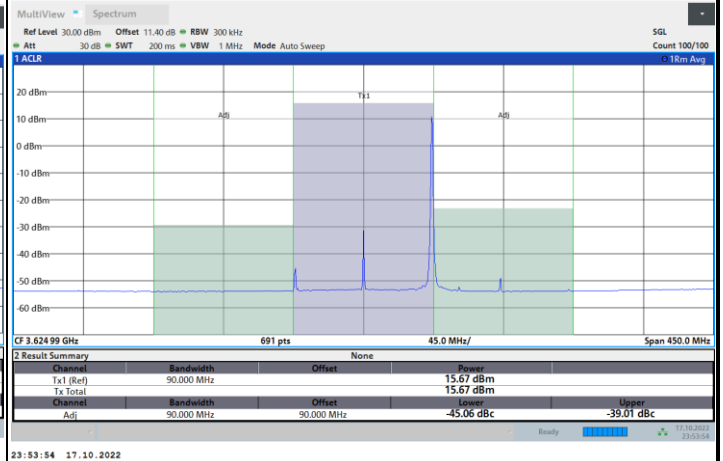 MultiView Spectrum
Ref Level 30.00 dBm Offset 11.40 dB RBW 300 kHz SGL
Att 30 dB SWT 200 ms VBW 1 MHz Mode Auto Sweep Count 100/100
1 ACLR 1Rm Avg
20 dBm
Tx1
Adj Adj
10 dBm
0 dBm
-10 dBm
-20 dBm
-30 dBm
-40 dBm
-50 dBm
-60 dBm
CF 3.624 99 GHz 691 pts 45.0 MHz/ Span 450.0 MHz
2 Result Summary None
Channel Bandwidth Offset Power
Tx1 (Ref) 90.000 MHz 15.67 dBm
Tx Total 15.67 dBm
Channel Bandwidth Offset Lower Upper
Adj 90.000 MHz 90.000 MHz -45.06 dBc -39.01 dBc
Ready 17.10.2022
23:53:54
23:53:54 17.10.2022